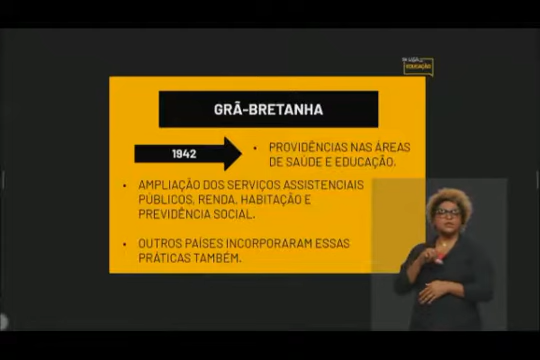 EDUCAÇÃO
GRÃ-BRETANHA
1942
• PROVIDÊNCIAS NAS ÁREAS
DE SAÚDE E EDUCAÇÃO.
• AMPLIAÇÃO DOS SERVIÇOS ASSISTENCIAIS
PÚBLICOS, RENDA, HABITAÇÃO E
PREVIDÊNCIA SOCIAL.
• OUTROS PAÍSES INCORPORARAM ESSAS
PRÁTICAS TAMBÉM.